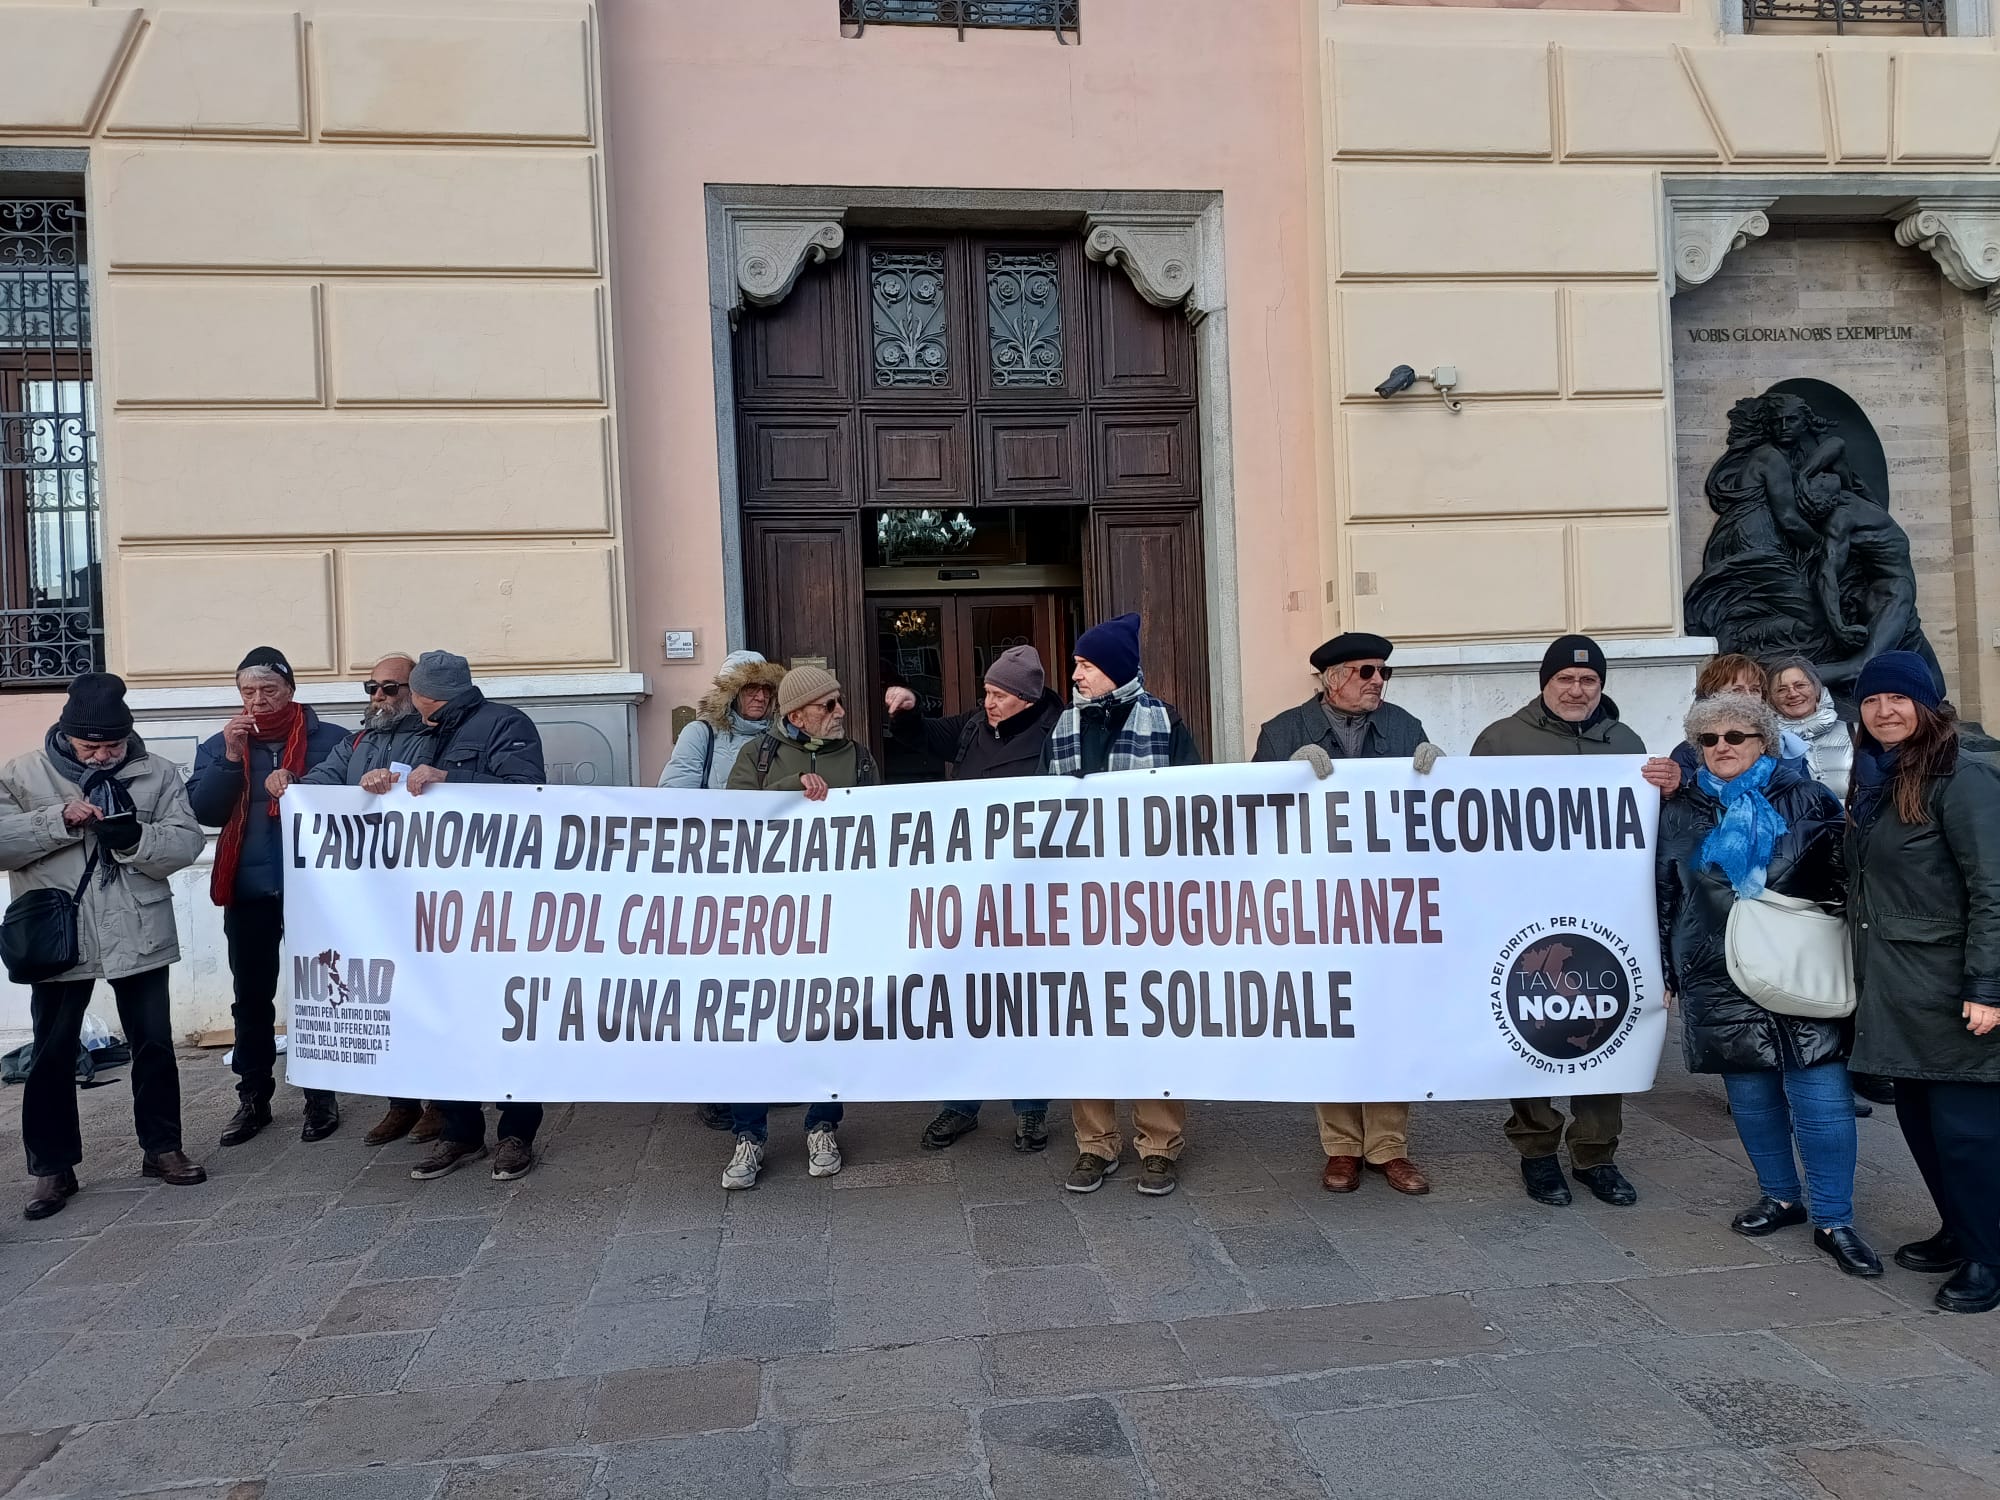 VOBIS GLORIA NOBIS EXEMPLUM
L'AUTONOMIA DIFFERENZIATA FA A PEZZI I DIRITTI E L'ECONOMIA
NO AL DDL CALDEROLI NO ALLE DISUGUAGLIANZE
SI' A UNA REPUBBLICA UNITA E SOLIDALE
NO AD
COMITATI PER IL RITIRO DI OGNI
AUTONOMIA DIFFERENZIATA
L'UNITÀ DELLA REPUBBLICA E
L'UGUAGLIANZA DEI DIRITTI
PER L'UNITÀ DELLA REPUBBLICA E L'UGUAGLIANZA DEI DIRITTI.
TAVOLO
NOAD